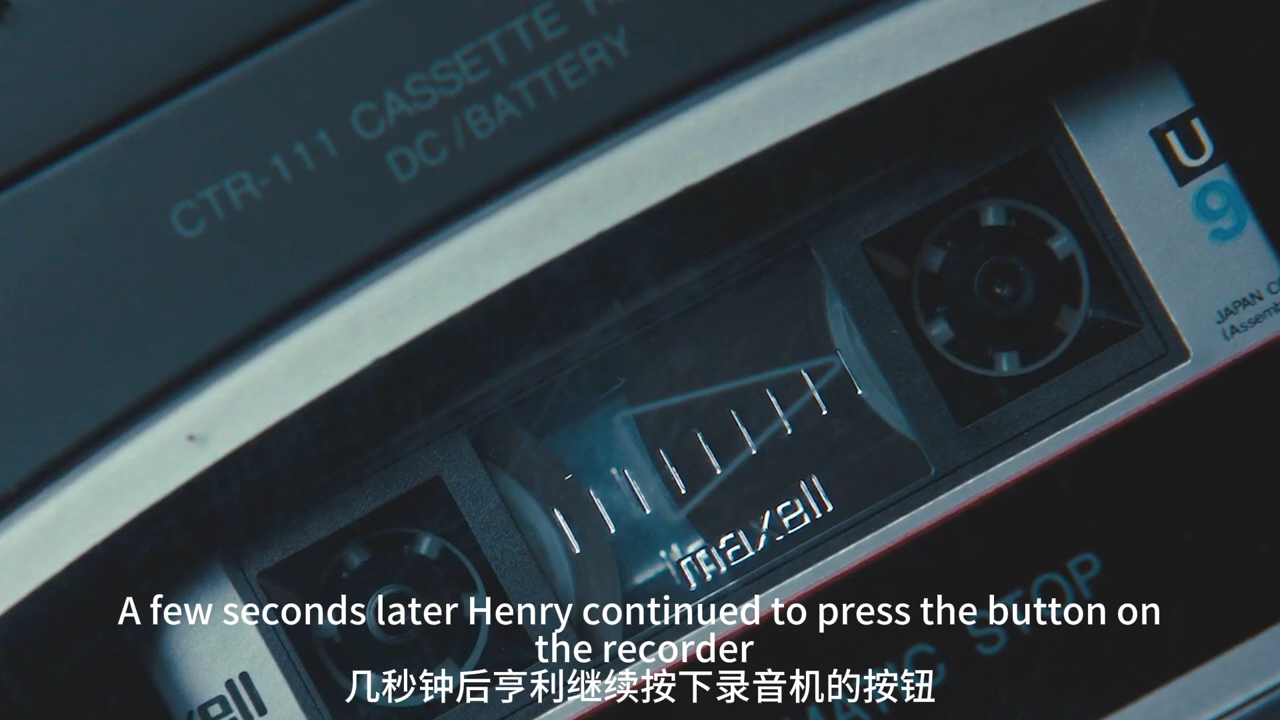 CTR-111 CASSETTE
DC/BATTERY
U
9
JAPAN
maxell
STOP
A few seconds later Henry continued to press the button on
the recorder
几秒钟后亨利继续按下录音机的按钮